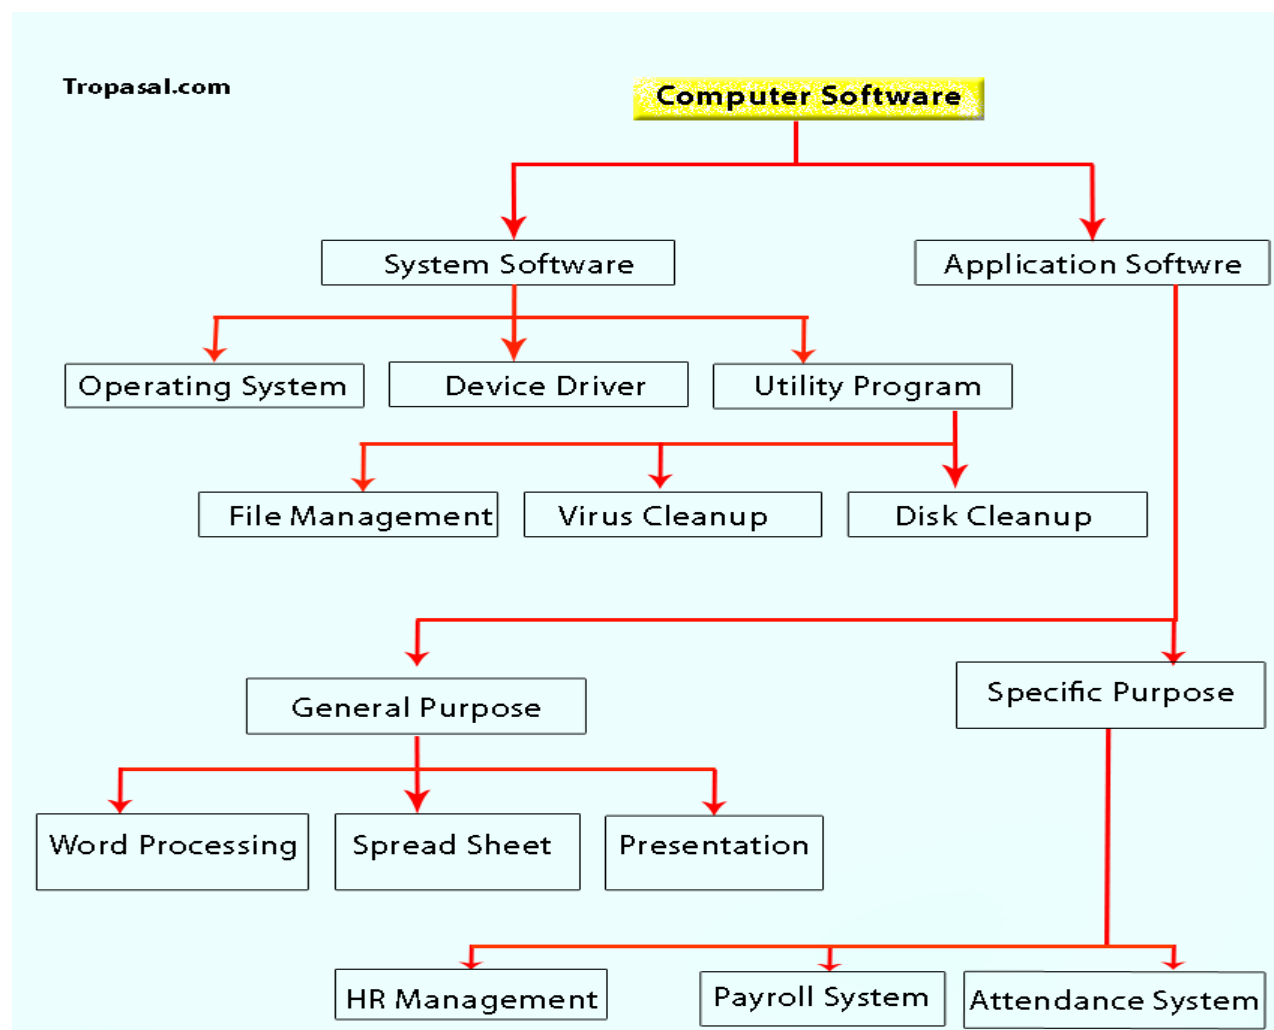 Tropasal.com
Computer Software
System Software
Application Softwre
Operating System
Device Driver
Utility Program
File Management
Virus Cleanup
Disk Cleanup
General Purpose
Specific Purpose
Word Processing
Spread Sheet
Presentation
HR Management
Payroll System
Attendance System